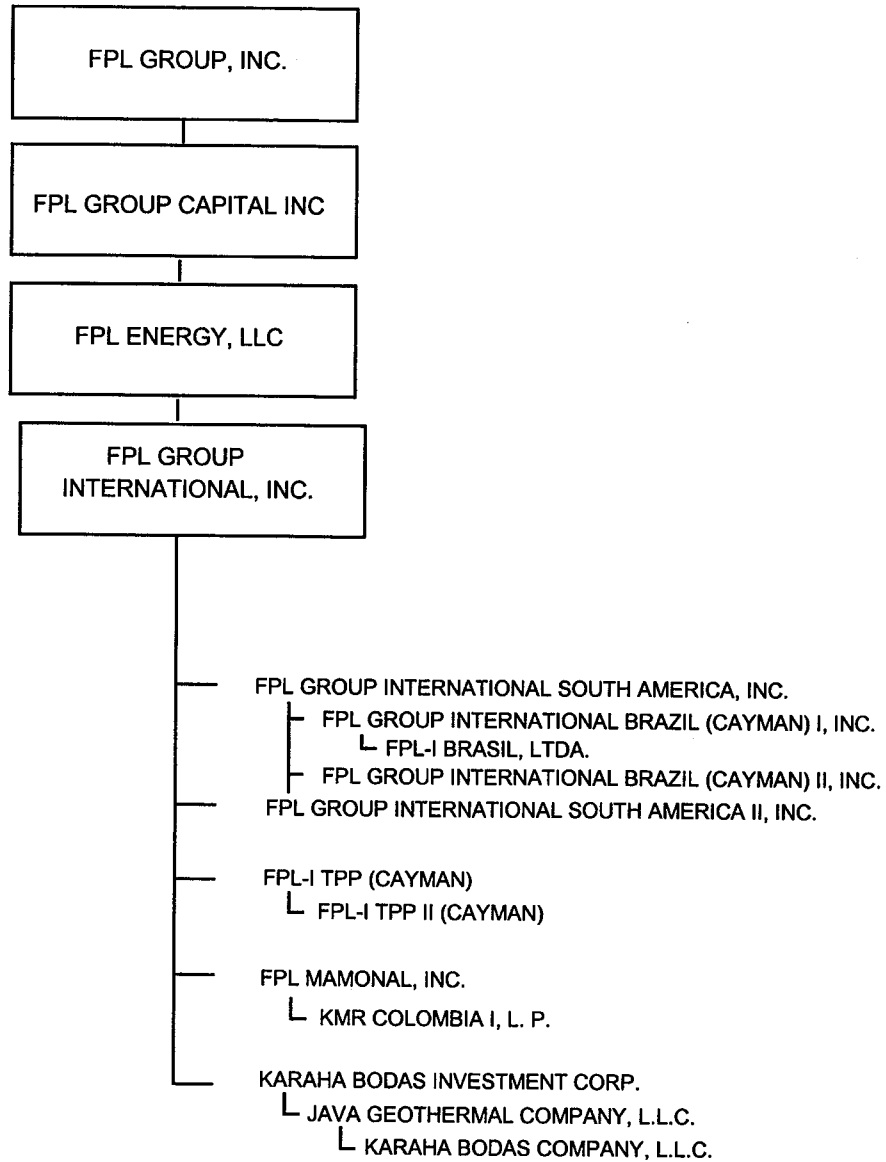 FPL GROUP, INC.
FPL GROUP CAPITAL INC
FPL ENERGY, LLC
FPL GROUP
INTERNATIONAL, INC.
FPL GROUP INTERNATIONAL SOUTH AMERICA, INC.
FPL GROUP INTERNATIONAL BRAZIL (CAYMAN) I, INC.
FPL-I BRASIL, LTDA.
FPL GROUP INTERNATIONAL BRAZIL (CAYMAN) II, INC.
FPL GROUP INTERNATIONAL SOUTH AMERICA II, INC.
FPL-I TPP (CAYMAN)
FPL-I TPP II (CAYMAN)
FPL MAMONAL, INC.
KMR COLOMBIA I, L. P.
KARAHA BODAS INVESTMENT CORP.
JAVA GEOTHERMAL COMPANY, L.L.C.
KARAHA BODAS COMPANY, L.L.C.